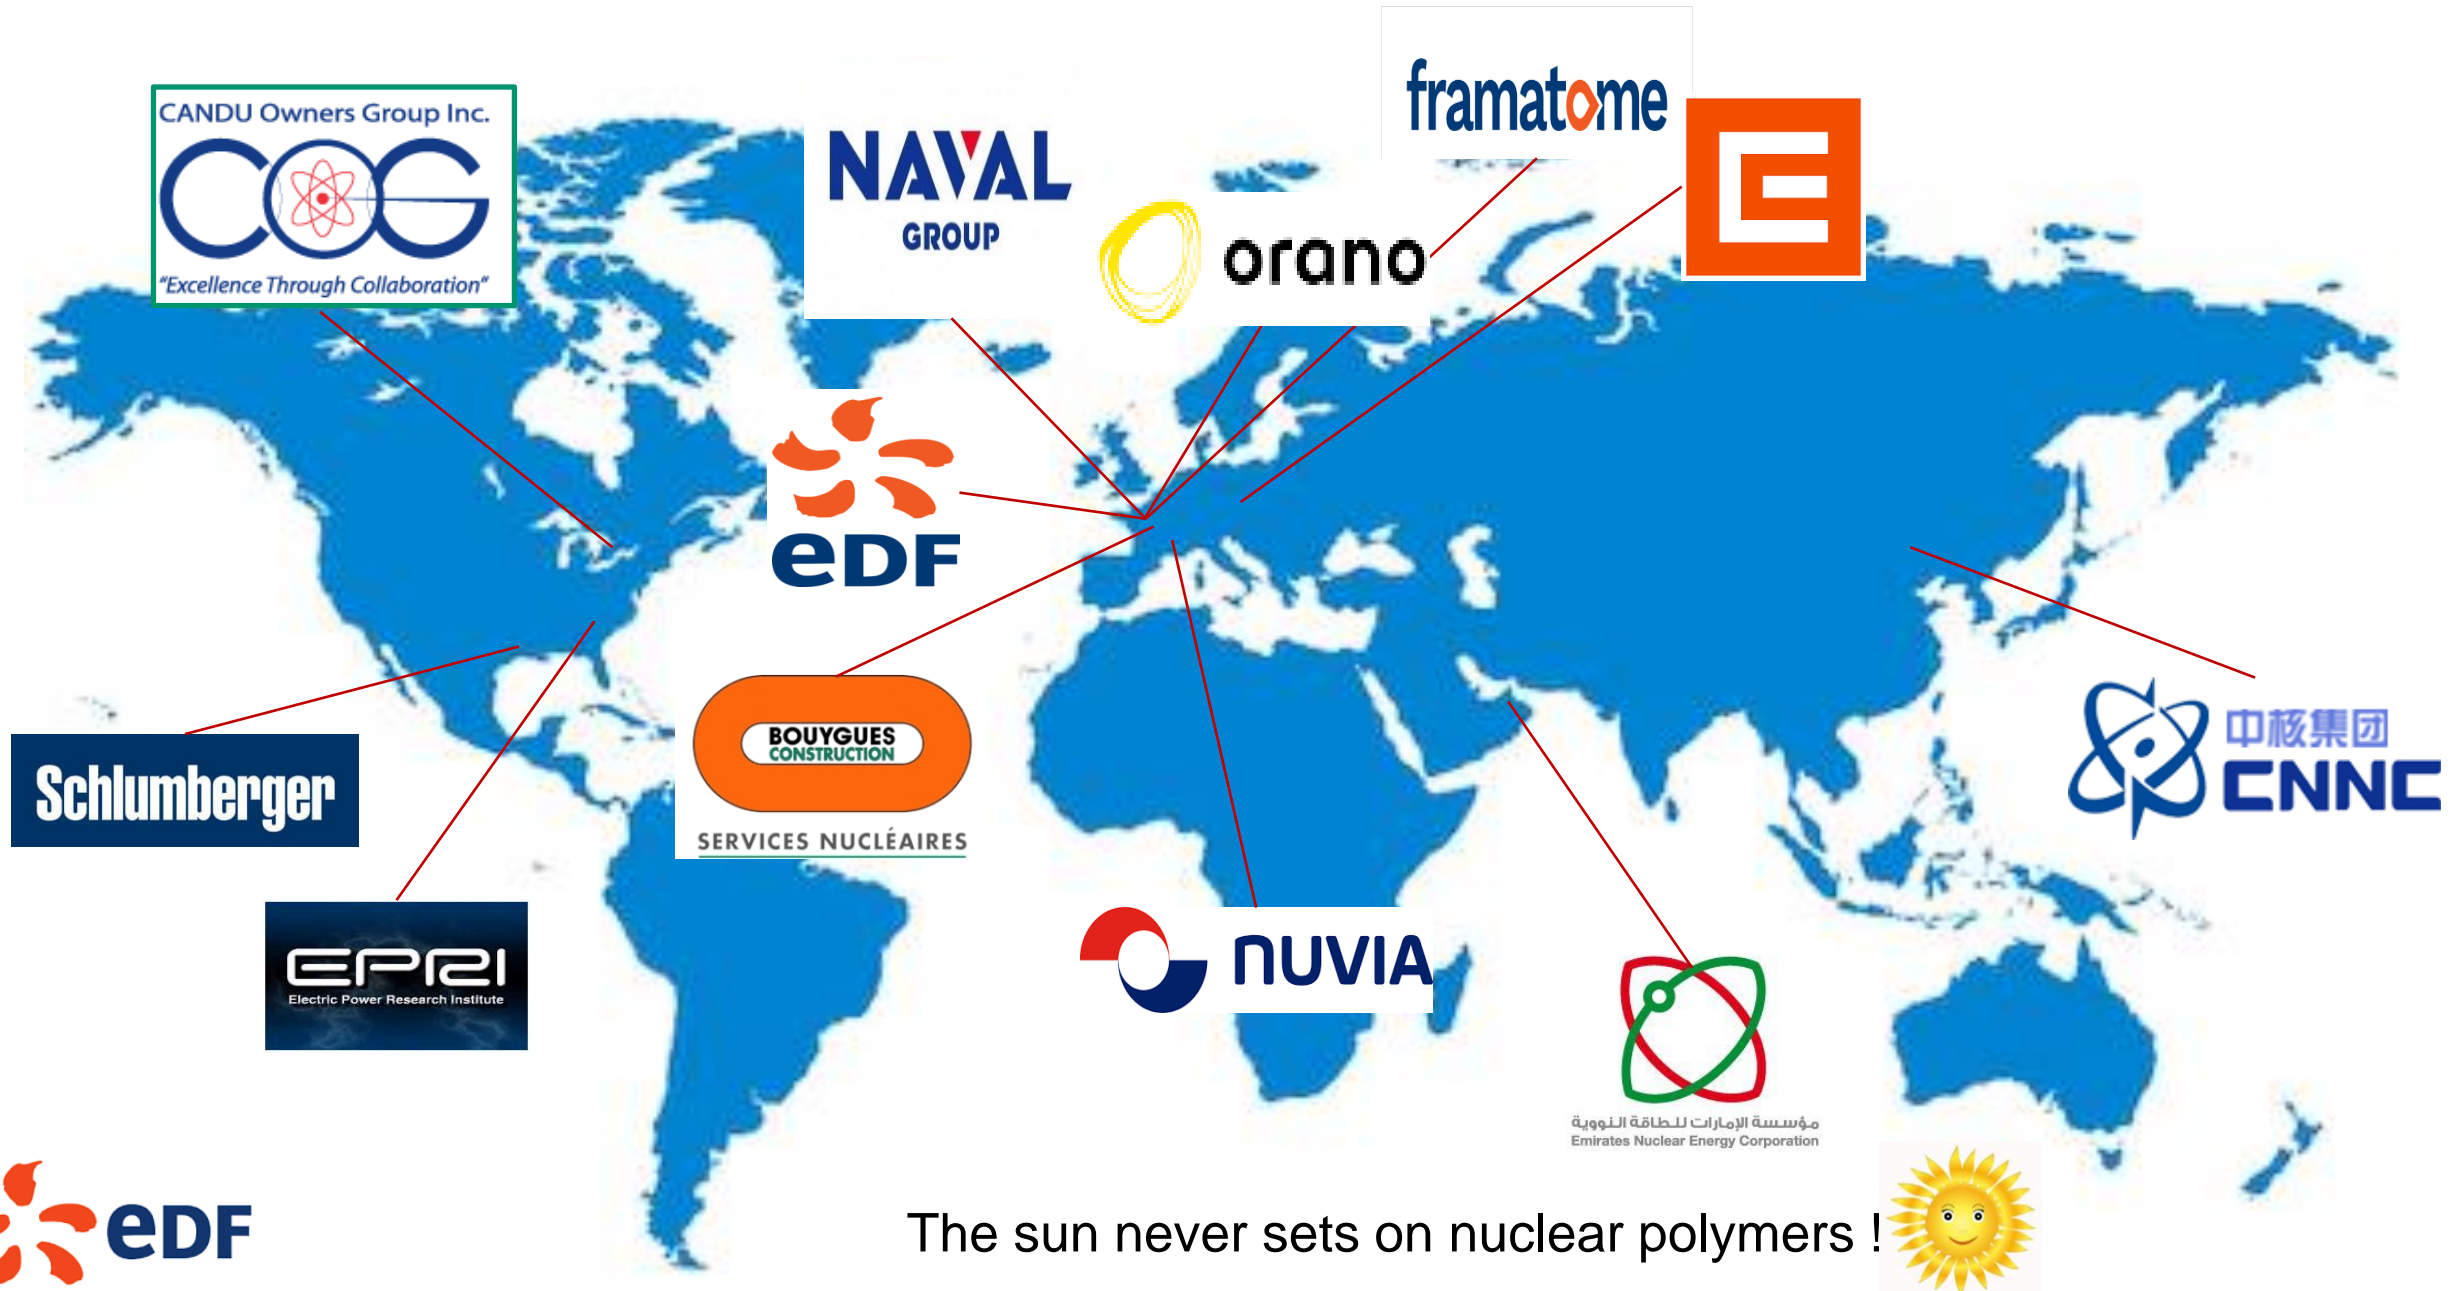 framatome
CANDU Owners Group Inc.
COG
"Excellence Through Collaboration"
NAVAL
GROUP
orano
eDF
BOUYGUES
CONSTRUCTION
SERVICES NUCLÉAIRES
Schlumberger
中核集团
CNNC
EPRI
Electric Power Research Institute
NUVIA
مؤسسة الإمارات للطاقة النووية
Emirates Nuclear Energy Corporation
eDF
The sun never sets on nuclear polymers !